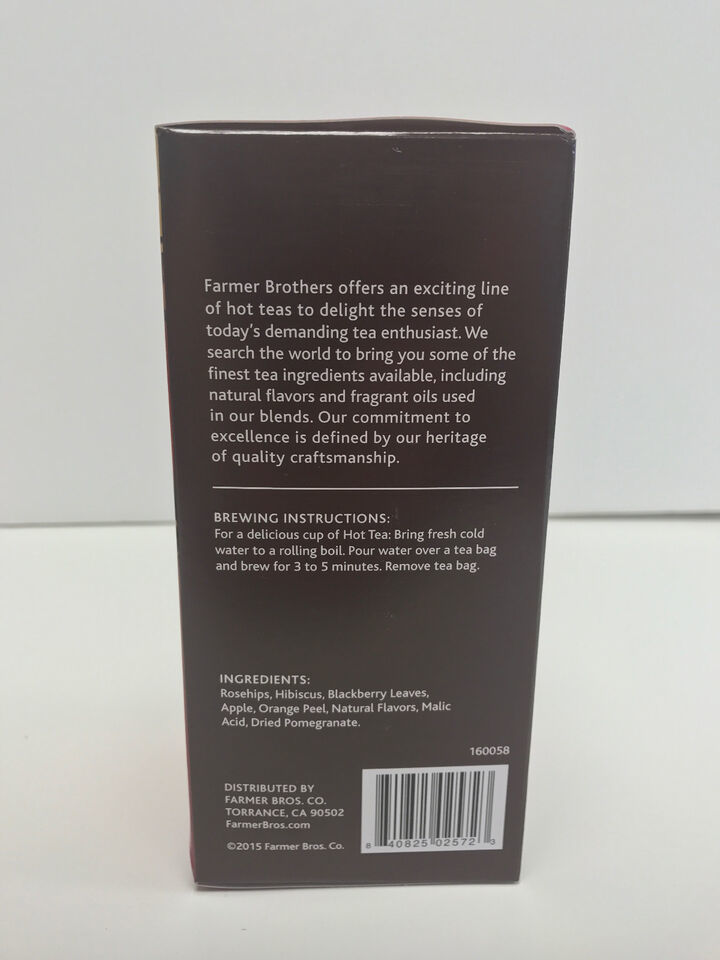 Farmer Brothers offers an exciting line
of hot teas to delight the senses of
today's demanding tea enthusiast. We
search the world to bring you some of the
finest tea ingredients available, including
natural flavors and fragrant oils used
in our blends. Our commitment to
excellence is defined by our heritage
of quality craftsmanship.
BREWING INSTRUCTIONS:
For a delicious cup of Hot Tea: Bring fresh cold
water to a rolling boil. Pour water over a tea bag
and brew for 3 to 5 minutes. Remove tea bag.
INGREDIENTS:
Rosehips, Hibiscus, Blackberry Leaves,
Apple, Orange Peel, Natural Flavors, Malic
Acid, Dried Pomegranate.
160058
DISTRIBUTED BY
FARMER BROS. CO.
TORRANCE, CA 90502
FarmerBros.com
©2015 Farmer Bros. Co.
8 40825 02572 3